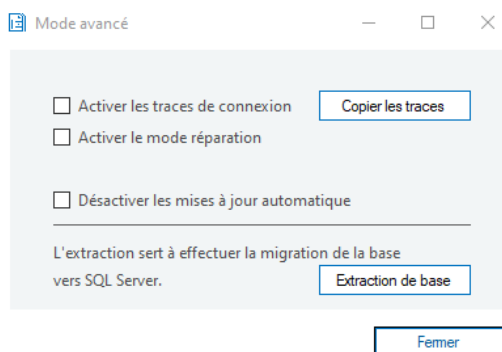 Mode avancé
Activer les traces de connexion
Copier les traces
Activer le mode réparation
Désactiver les mises à jour automatique
L'extraction sert à effectuer la migration de la base
vers SQL Server.
Extraction de base
Fermer